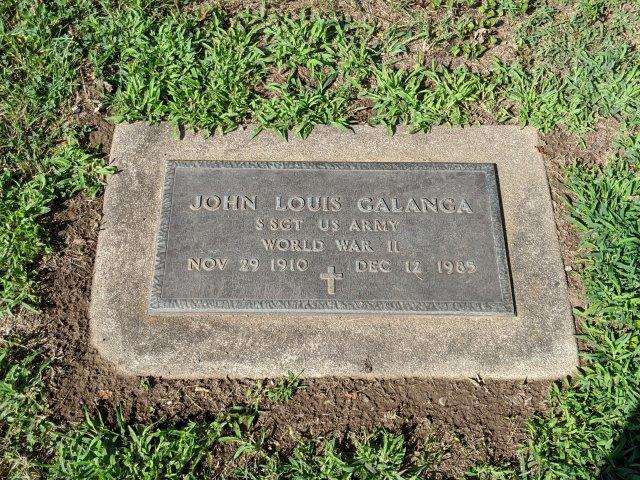 JOHN LOUIS GALANGA
S SGT US ARMY
WORLD WAR II
NOV 29 1910 DEC 12 1985